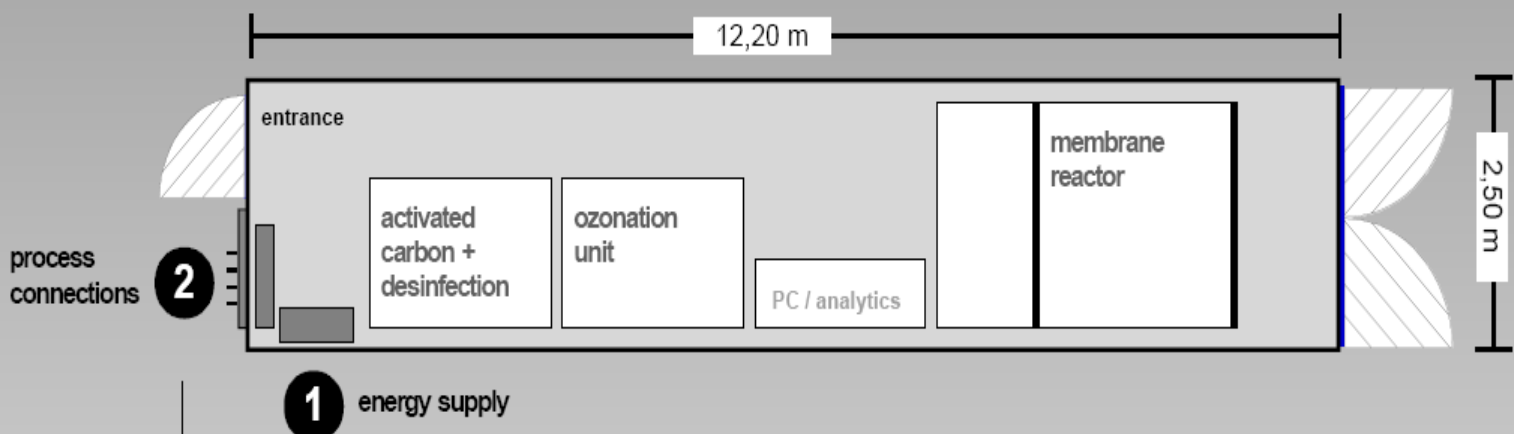 12,20 m
entrance
membrane
reactor
2,50 m
activated
carbon +
desinfection
ozonation
unit
process
connections
2
PC / analytics
1
energy supply